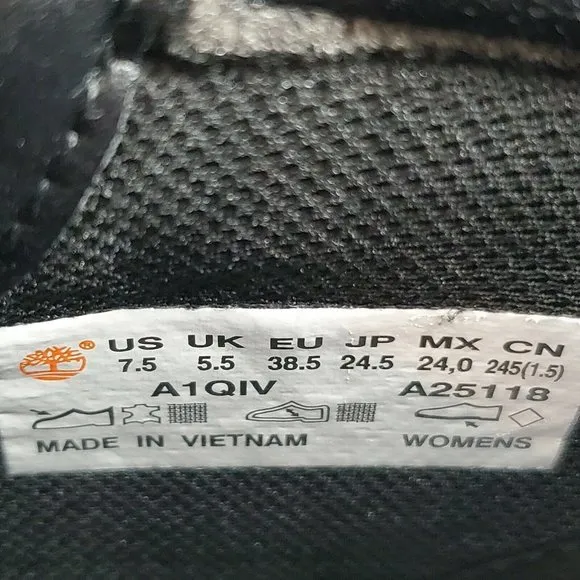 ® US UK EU JP MX CN
7.5 5.5 38.5 24.5 24,0 245(1.5)
A1QIV A25118
MADE IN VIETNAM WOMENS